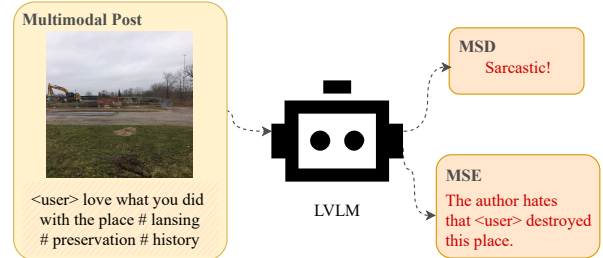 Multimodal Post
<user> love what you did
with the place # lansing
# preservation # history
LVLM
MSD
Sarcastic!
MSE
The author hates
that <user> destroyed
this place.